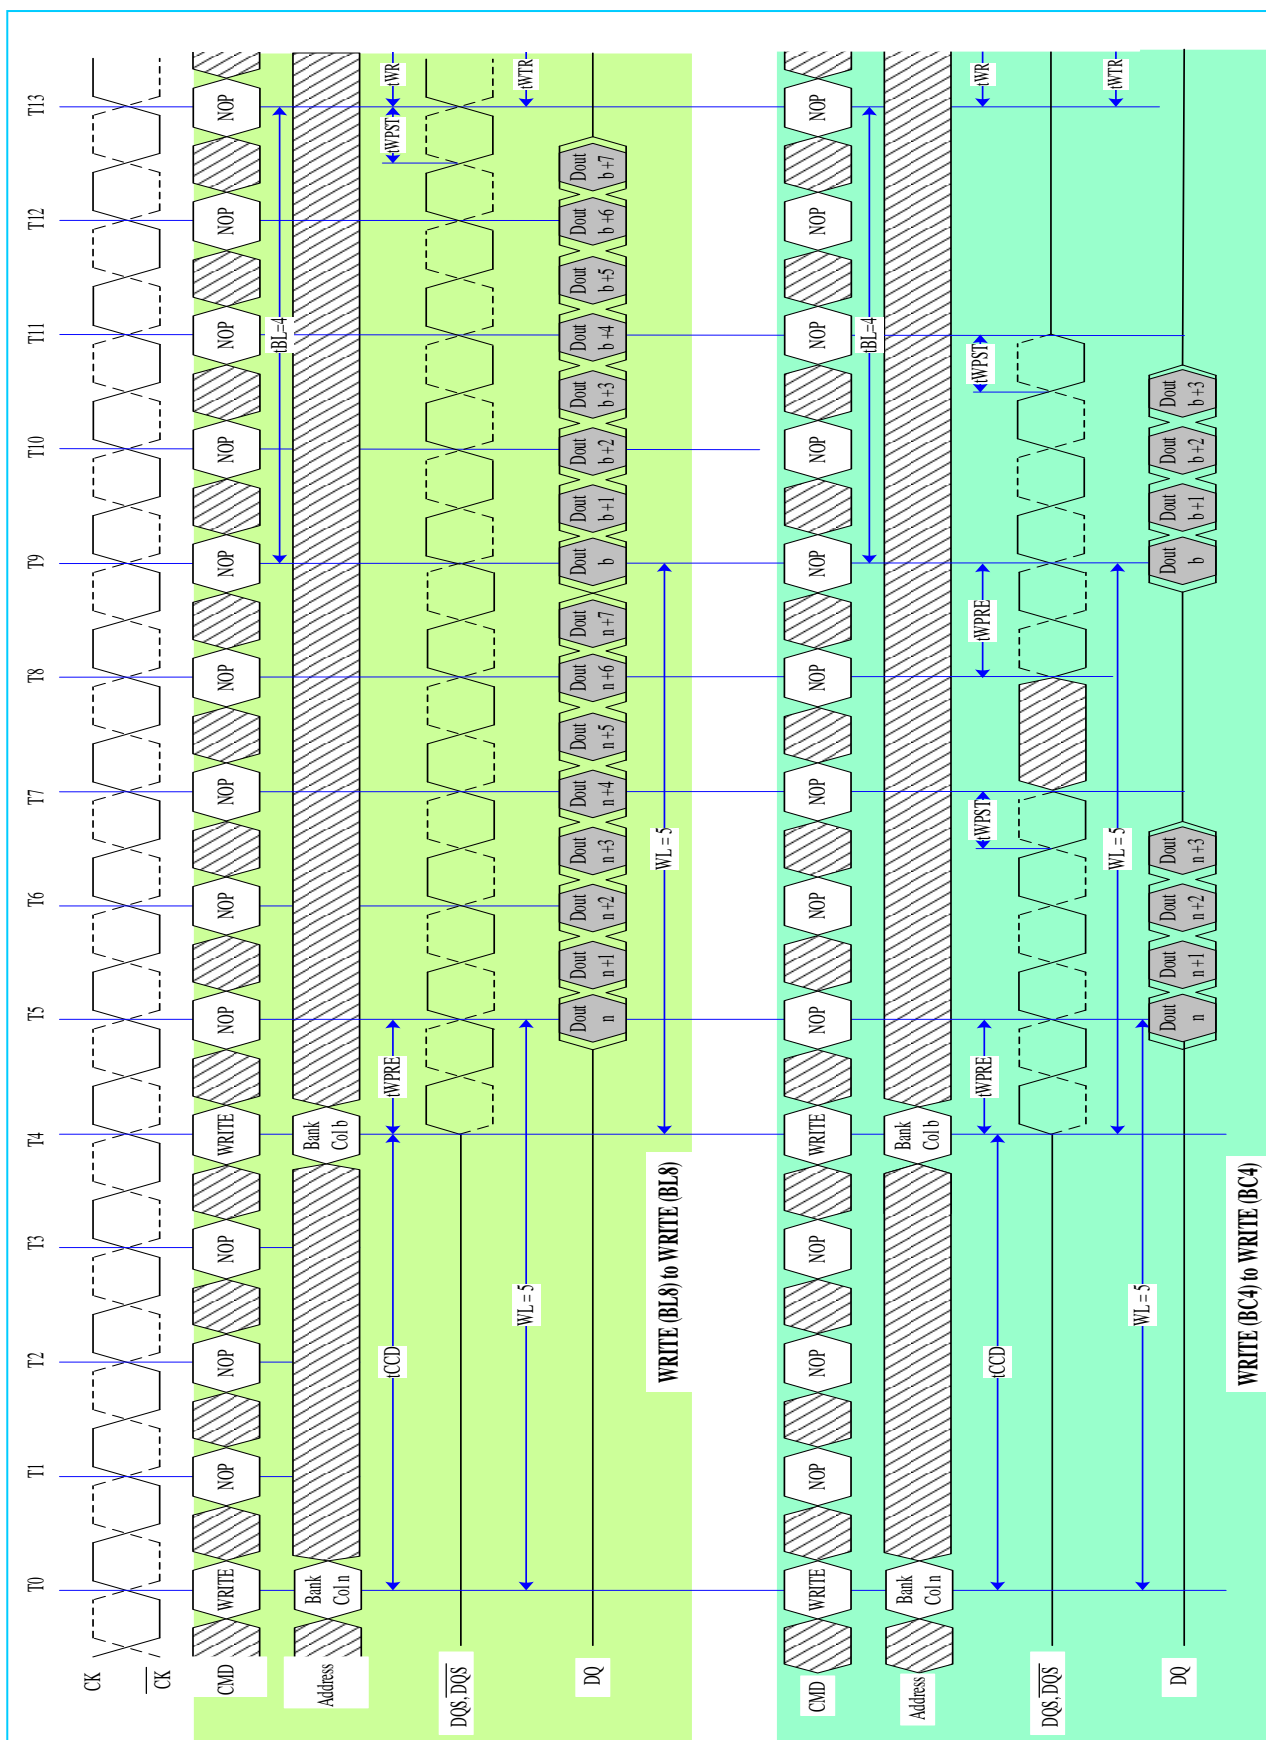 T0 T1 T2 T3 T4 T5 T6 T7 T8 T9 T10 T11 T12 T13
CK
CK
CMD WRITE NOP NOP NOP WRITE NOP NOP NOP NOP NOP NOP NOP NOP NOP
tBL=4
Address Bank Col n Bank Col b
tCCD tWPRE tWPST tWR
DQS, DQS
WL = 5 tWTR
DQ Dout n Dout n+1 Dout n+2 Dout n+3 Dout n+4 Dout n+5 Dout n+6 Dout n+7 Dout b Dout b+1 Dout b+2 Dout b+3 Dout b+4 Dout b+5 Dout b+6 Dout b+7
WL = 5
WRITE (BL8) to WRITE (BL8)
CMD WRITE NOP NOP NOP WRITE NOP NOP NOP NOP NOP NOP NOP NOP NOP
tBL=4
Address Bank Col n Bank Col b
tCCD tWPRE tWPST tWPRE tWPST tWR
DQS, DQS
WL = 5 tWTR
WL = 5
DQ Dout n Dout n+1 Dout n+2 Dout n+3 Dout b Dout b+1 Dout b+2 Dout b+3
WRITE (BC4) to WRITE (BC4)